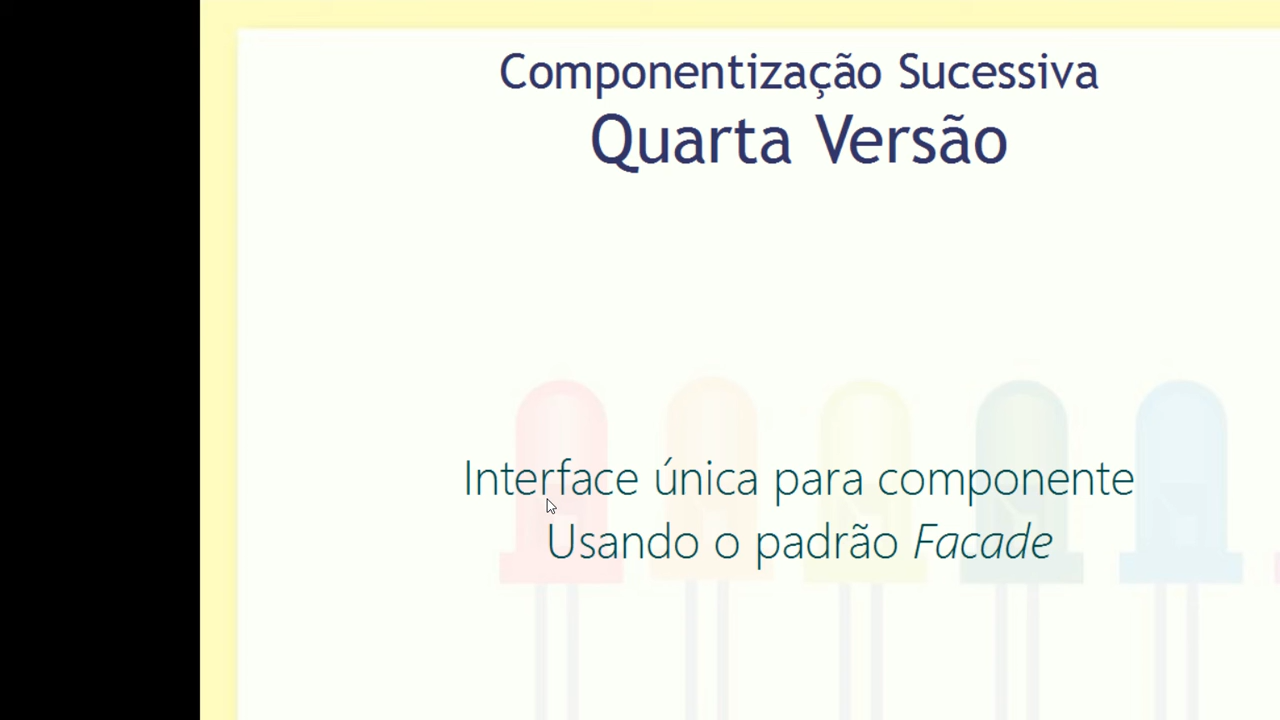 Componentização Sucessiva
Quarta Versão
Interface única para componente
Usando o padrão Facade